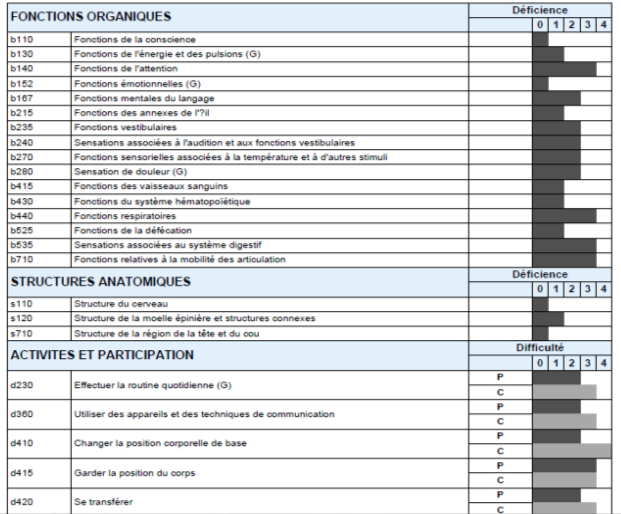 FONCTIONS ORGANIQUES Déficience
0 1 2 3 4
b110 Fonctions de la conscience
b130 Fonctions de l'énergie et des pulsions (G)
b140 Fonctions de l'attention
b152 Fonctions émotionnelles (G)
b167 Fonctions mentales du langage
b215 Fonctions des annexes de l'?il
b235 Fonctions vestibulaires
b240 Sensations associées à l'audition et aux fonctions vestibulaires
b270 Fonctions sensorielles associées à la température et à d'autres stimuli
b280 Sensation de douleur (G)
b415 Fonctions des vaisseaux sanguins
b430 Fonctions du système hématopoïétique
b440 Fonctions respiratoires
b525 Fonctions de la défécation
b535 Sensations associées au système digestif
b710 Fonctions relatives à la mobilité des articulation
STRUCTURES ANATOMIQUES Déficience
0 1 2 3 4
s110 Structure du cerveau
s120 Structure de la moelle épinière et structures connexes
s710 Structure de la région de la tête et du cou
ACTIVITES ET PARTICIPATION Difficulté
0 1 2 3 4
d230 Effectuer la routine quotidienne (G) P
C
d360 Utiliser des appareils et des techniques de communication P
C
d410 Changer la position corporelle de base P
C
d415 Garder la position du corps P
C
d420 Se transférer P
C